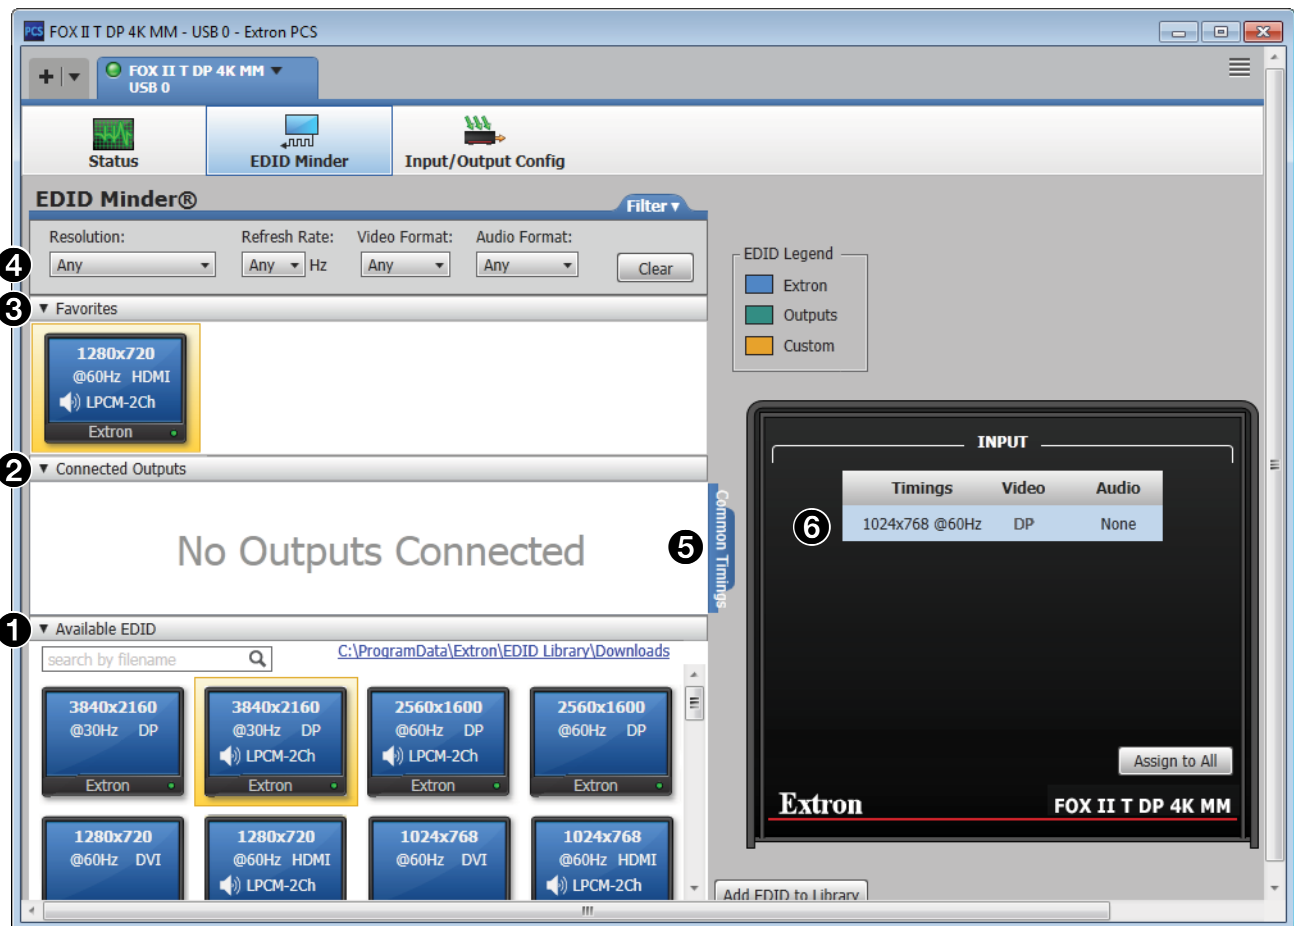 PCS FOX II T DP 4K MM - USB 0 - Extron PCS
FOX II T DP 4K MM
USB 0
Status
EDID Minder
Input/Output Config
EDID Minder®
Filter
Resolution:
Refresh Rate:
Video Format:
Audio Format:
4
Any
Any
Hz
Any
Any
Clear
3
Favorites
1280x720
@60Hz HDMI
LPCM-2Ch
Extron
2
Connected Outputs
No Outputs Connected
5
Common Timings
1
Available EDID
search by filename
C:\ProgramData\Extron\EDID Library\Downloads
3840x2160
@30Hz DP
Extron
3840x2160
@30Hz DP
LPCM-2Ch
Extron
2560x1600
@60Hz DP
LPCM-2Ch
Extron
2560x1600
@60Hz DP
Extron
1280x720
@60Hz DVI
1280x720
@60Hz HDMI
LPCM-2Ch
1024x768
@60Hz DVI
1024x768
@60Hz HDMI
LPCM-2Ch
EDID Legend
Extron
Outputs
Custom
INPUT
Timings Video Audio
6
1024x768 @60Hz DP None
Assign to All
Extron
FOX II T DP 4K MM
Add EDID to Library